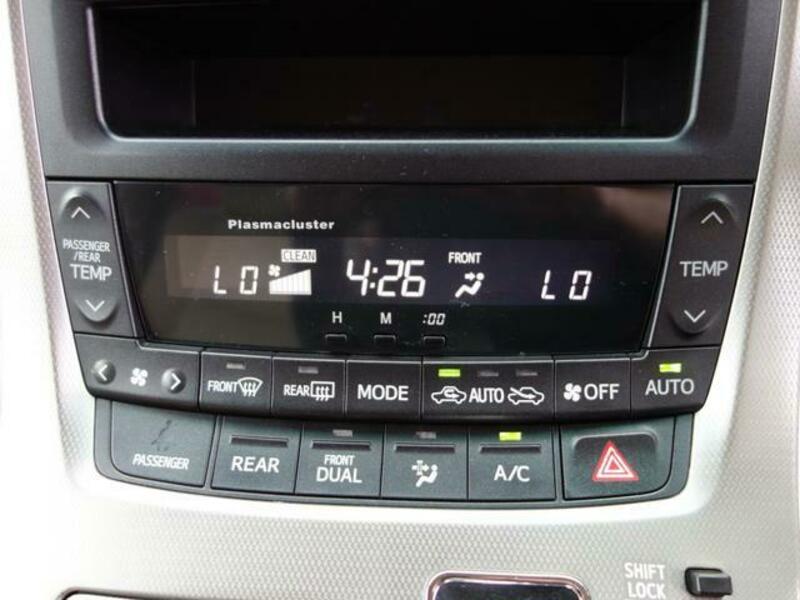 Plasmacluster
PASSENGER
/REAR
TEMP
CLEAN
LO
4:26
FRONT
LO
TEMP
H M :00
FRONT REAR MODE AUTO OFF AUTO
PASSENGER REAR FRONT
DUAL A/C
SHIFT
LOCK